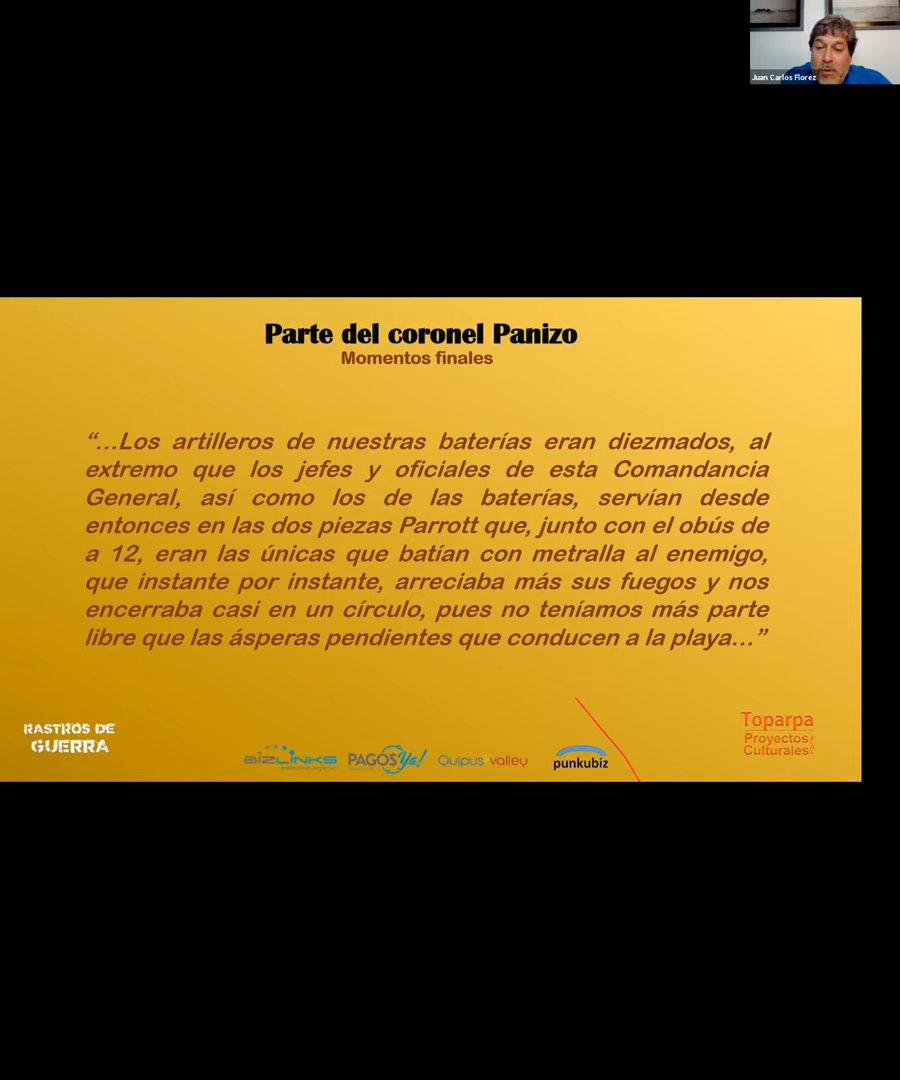 Juan Carlos Florez
Parte del coronel Panizo
Momentos finales
“...Los artilleros de nuestras baterías eran diezmados, al
extremo que los jefes y oficiales de esta Comandancia
General, así como los de las baterías, servían desde
entonces en las dos piezas Parrott que, junto con el obús de
a 12, eran las únicas que batían con metralla al enemigo,
que instante por instante, arreciaba más sus fuegos y nos
encerraba casi en un círculo, pues no teníamos más parte
libre que las ásperas pendientes que conducen a la playa...”
RASTROS DE
GUERRA
BIZLINKS
PAGOS Ya!
Quipus valley
punkubiz
Toparpa
Proyectos
Culturales